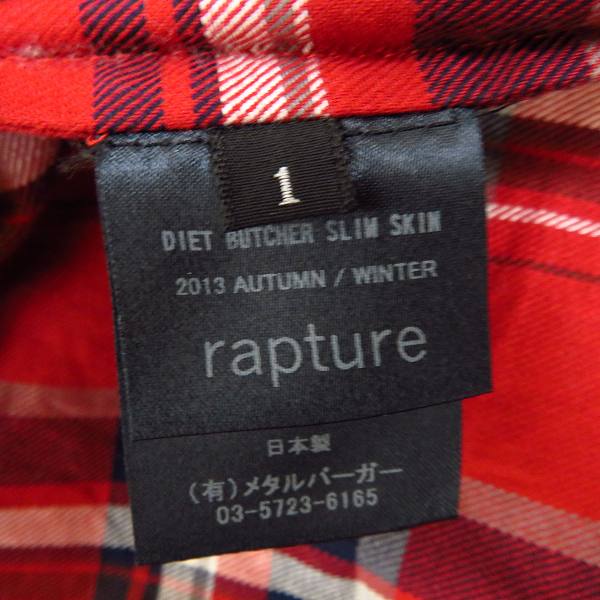 1
DIET BUTCHER SLIM SKIN
2013 AUTUMN / WINTER
rapture
日本製
(有)メタルバーガー
03-5723-6165